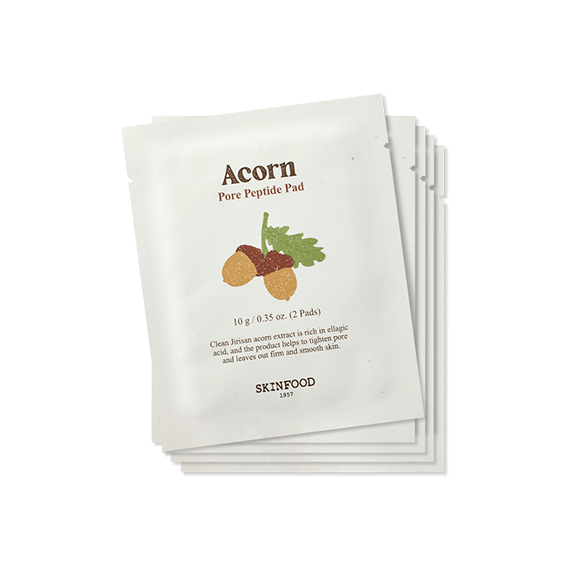 Acorn
Pore Peptide Pad
10 g / 0.35 oz. (2 Pads)
Clean Jirisan acorn extract is rich in ellagic
acid, and the product helps to tighten pore
and leaves out firm and smooth skin.
SKINFOOD
1957